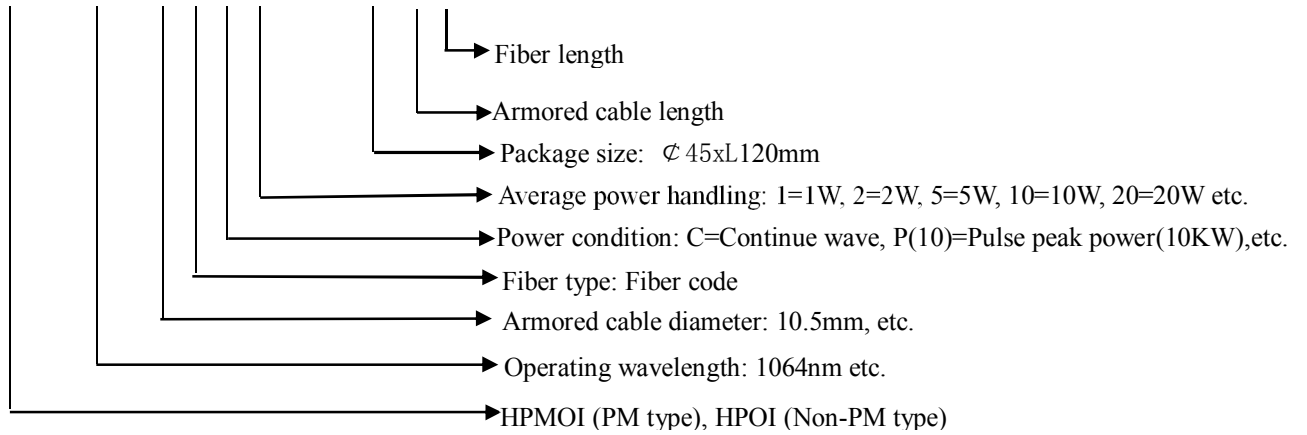 Fiber length
Armored cable length
Package size: ₵45xL120mm
Average power handling: 1=1W, 2=2W, 5=5W, 10=10W, 20=20W etc.
Power condition: C=Continue wave, P(10)=Pulse peak power(10KW),etc.
Fiber type: Fiber code
Armored cable diameter: 10.5mm, etc.
Operating wavelength: 1064nm etc.
HPMOI (PM type), HPOI (Non-PM type)